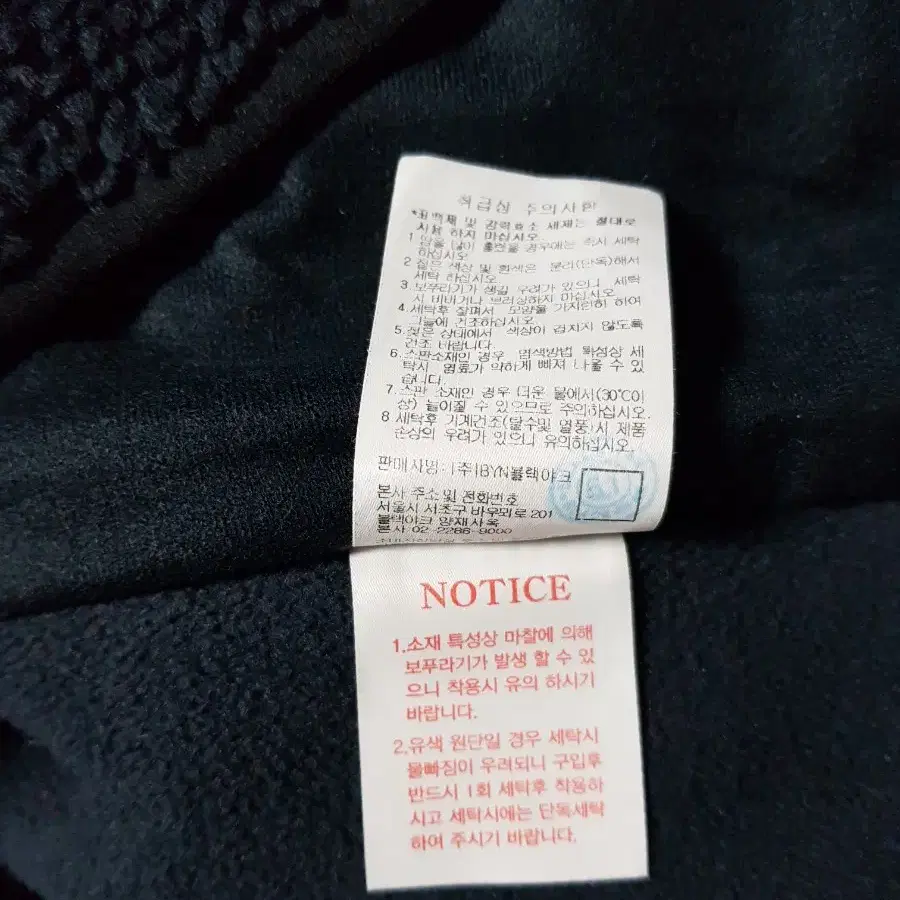 취급상 주의사항
*표백제 및 강력효소 세제는 절대로
사용 하지 마십시오.
1 땀을 많이 흘렸을 경우에는 즉시 세탁
하십시오.
2 짙은 색상 및 흰색은 분리(단독)해서
세탁 하십시오.
3. 보푸라기가 생길 우려가 있으니 세탁
시 비비거나 브러싱하지 마십시오.
4. 세탁후 잘펴서 모양을 가지런히 하여
그늘에 건조하십시오.
5. 젖은 상태에서 색상이 겹치지 않도록
건조 바랍니다.
6. 스판소재인 경우 염색방법 특성상 세
탁시 염료가 약하게 빠져 나올 수 있
습니다.
7. 스판 소재인 경우 더운 물에서(30°C이
상) 늘어질 수 있으므로 주의하십시오.
8 세탁후 기계건조(탈수및 열풍)시 제품
손상의 우려가 있으니 유의하십시오.
판매자명:(주)BYN블랙야크
본사 주소 및 전화번호
서울시 서초구 바우뫼로 201
블랙야크 양재사옥
본사 02-2286-9000
NOTICE
1.소재 특성상 마찰에 의해
보푸라기가 발생 할 수 있
으니 착용시 유의 하시기
바랍니다.
2.유색 원단일 경우 세탁시
물빠짐이 우려되니 구입후
반드시 1회 세탁후 착용하
시고 세탁시에는 단독세탁
하여 주시기 바랍니다.